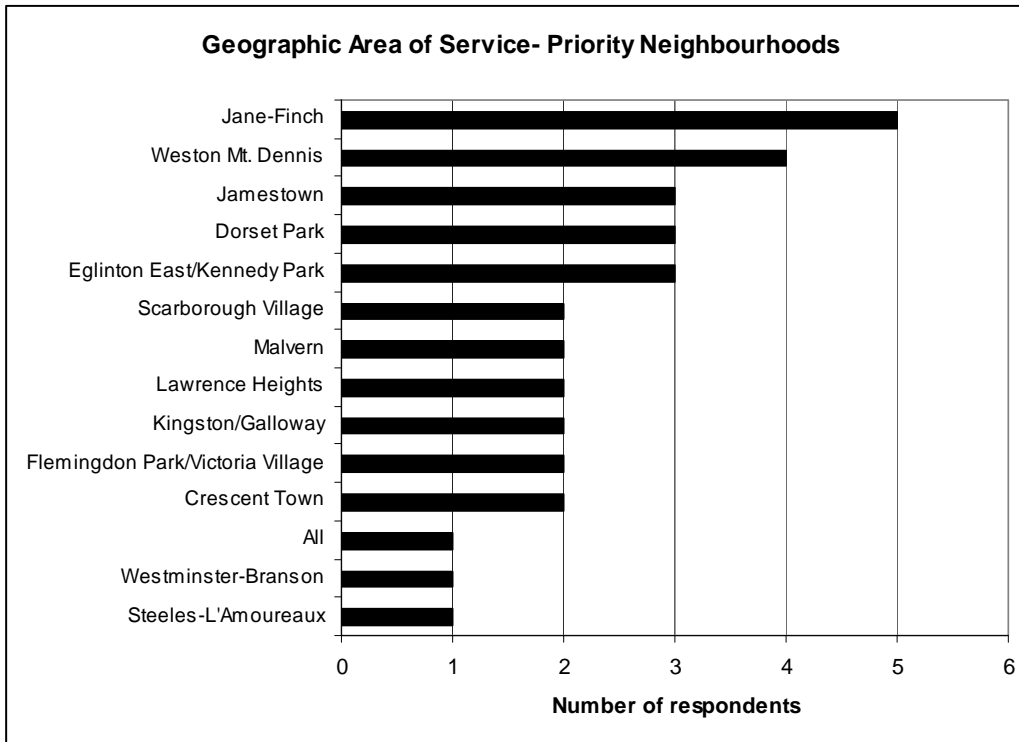 Geographic Area of Service- Priority Neighbourhoods
Jane-Finch
Weston Mt. Dennis
Jamestown
Dorset Park
Eglinton East/Kennedy Park
Scarborough Village
Malvern
Lawrence Heights
Kingston/Galloway
Flemingdon Park/Victoria Village
Crescent Town
All
Westminster-Branson
Steeles-L'Amoureaux
0 1 2 3 4 5 6
Number of respondents